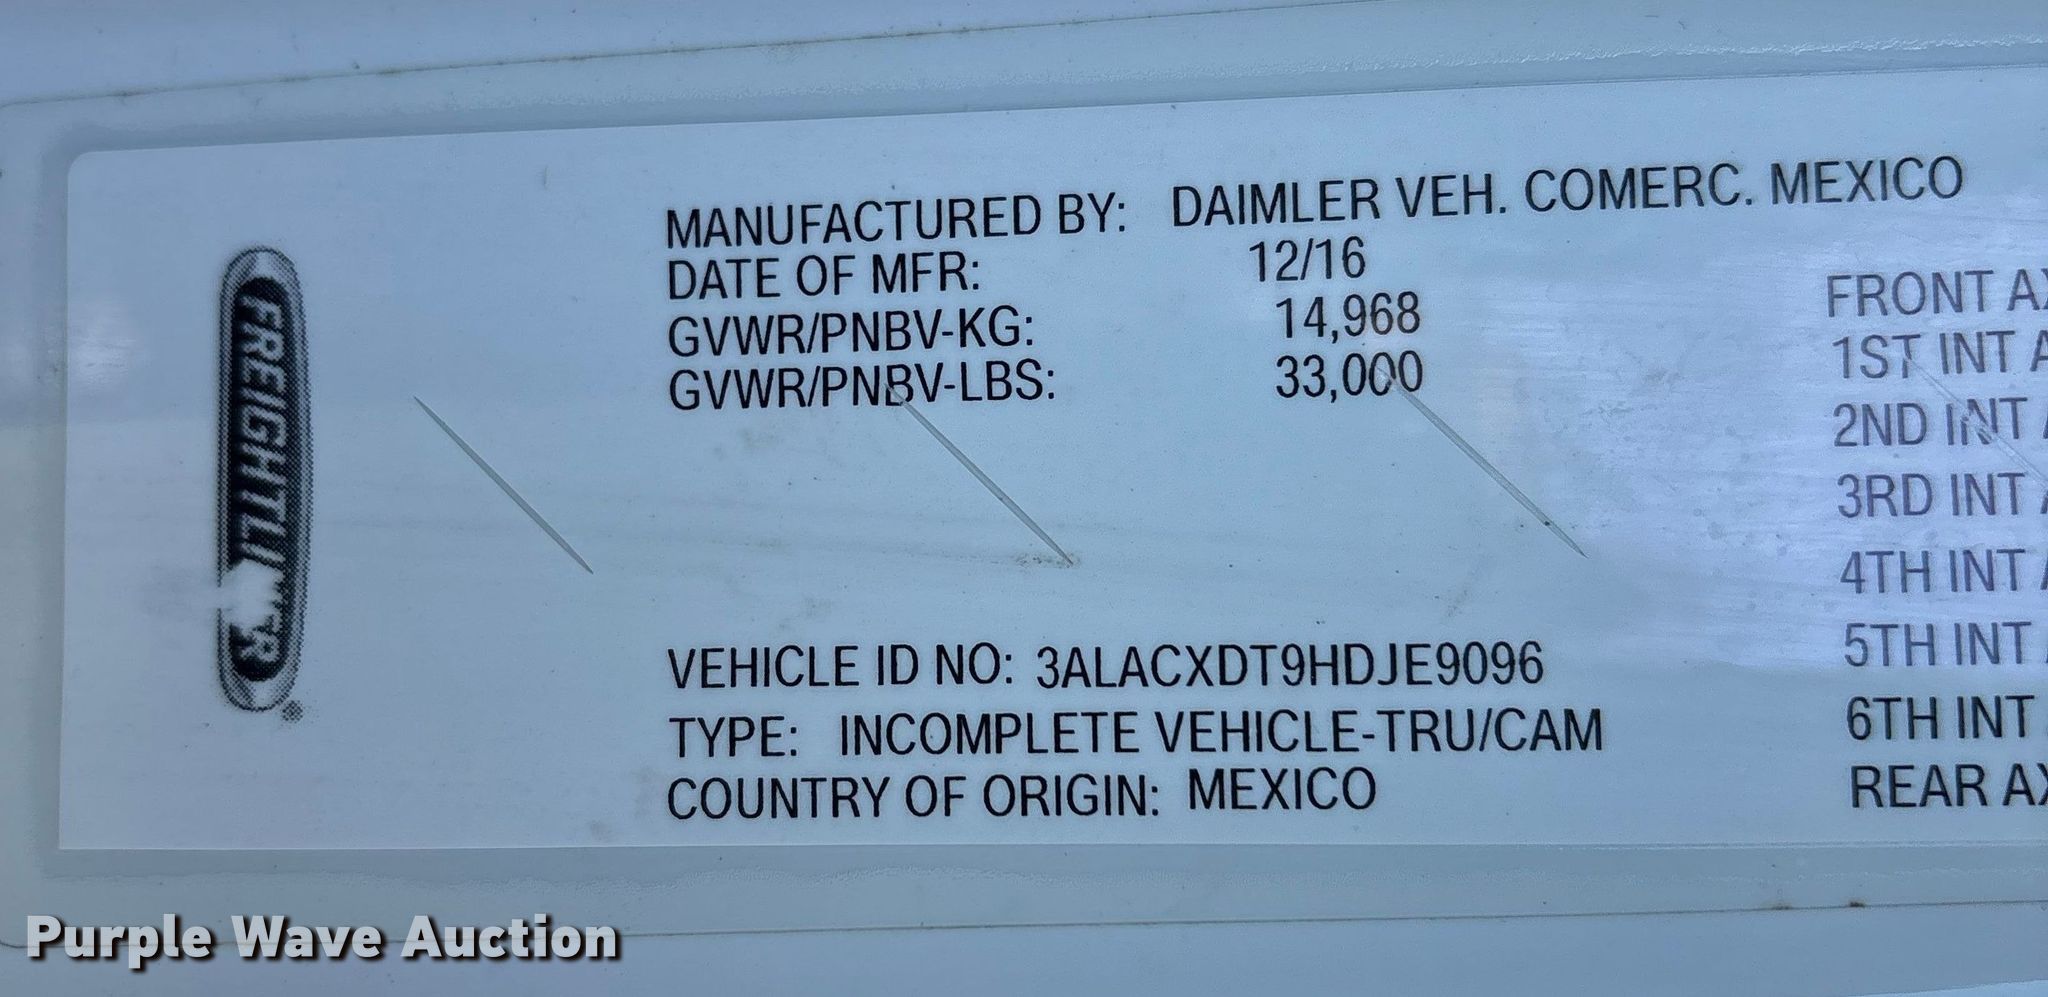 FREIGHTLINER
®
MANUFACTURED BY: DAIMLER VEH. COMERC. MEXICO
DATE OF MFR: 12/16
GVWR/PNBV-KG: 14,968
GVWR/PNBV-LBS: 33,000
VEHICLE ID NO: 3ALACXDT9HDJE9096
TYPE: INCOMPLETE VEHICLE-TRU/CAM
COUNTRY OF ORIGIN: MEXICO
FRONT AX
1ST INT A
2ND INT A
3RD INT A
4TH INT A
5TH INT A
6TH INT A
REAR AX
Purple Wave Auction